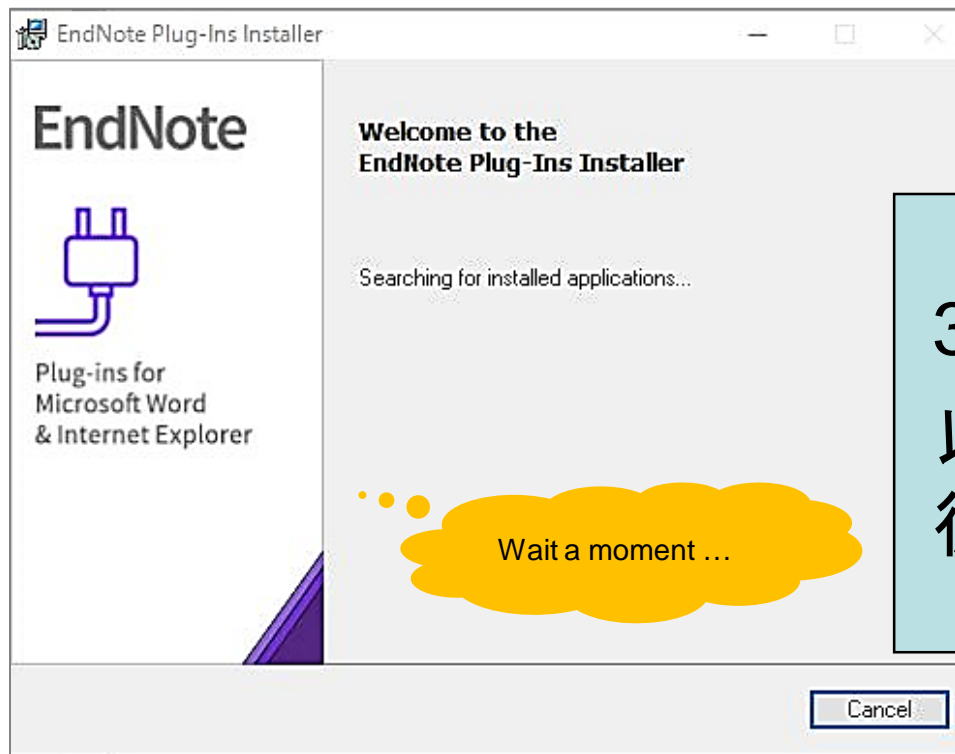 EndNote Plug-Ins Installer
EndNote
Welcome to the
EndNote Plug-Ins Installer
Searching for installed applications...
Plug-ins for
Microsoft Word
& Internet Explorer
Wait a moment …
Cancel